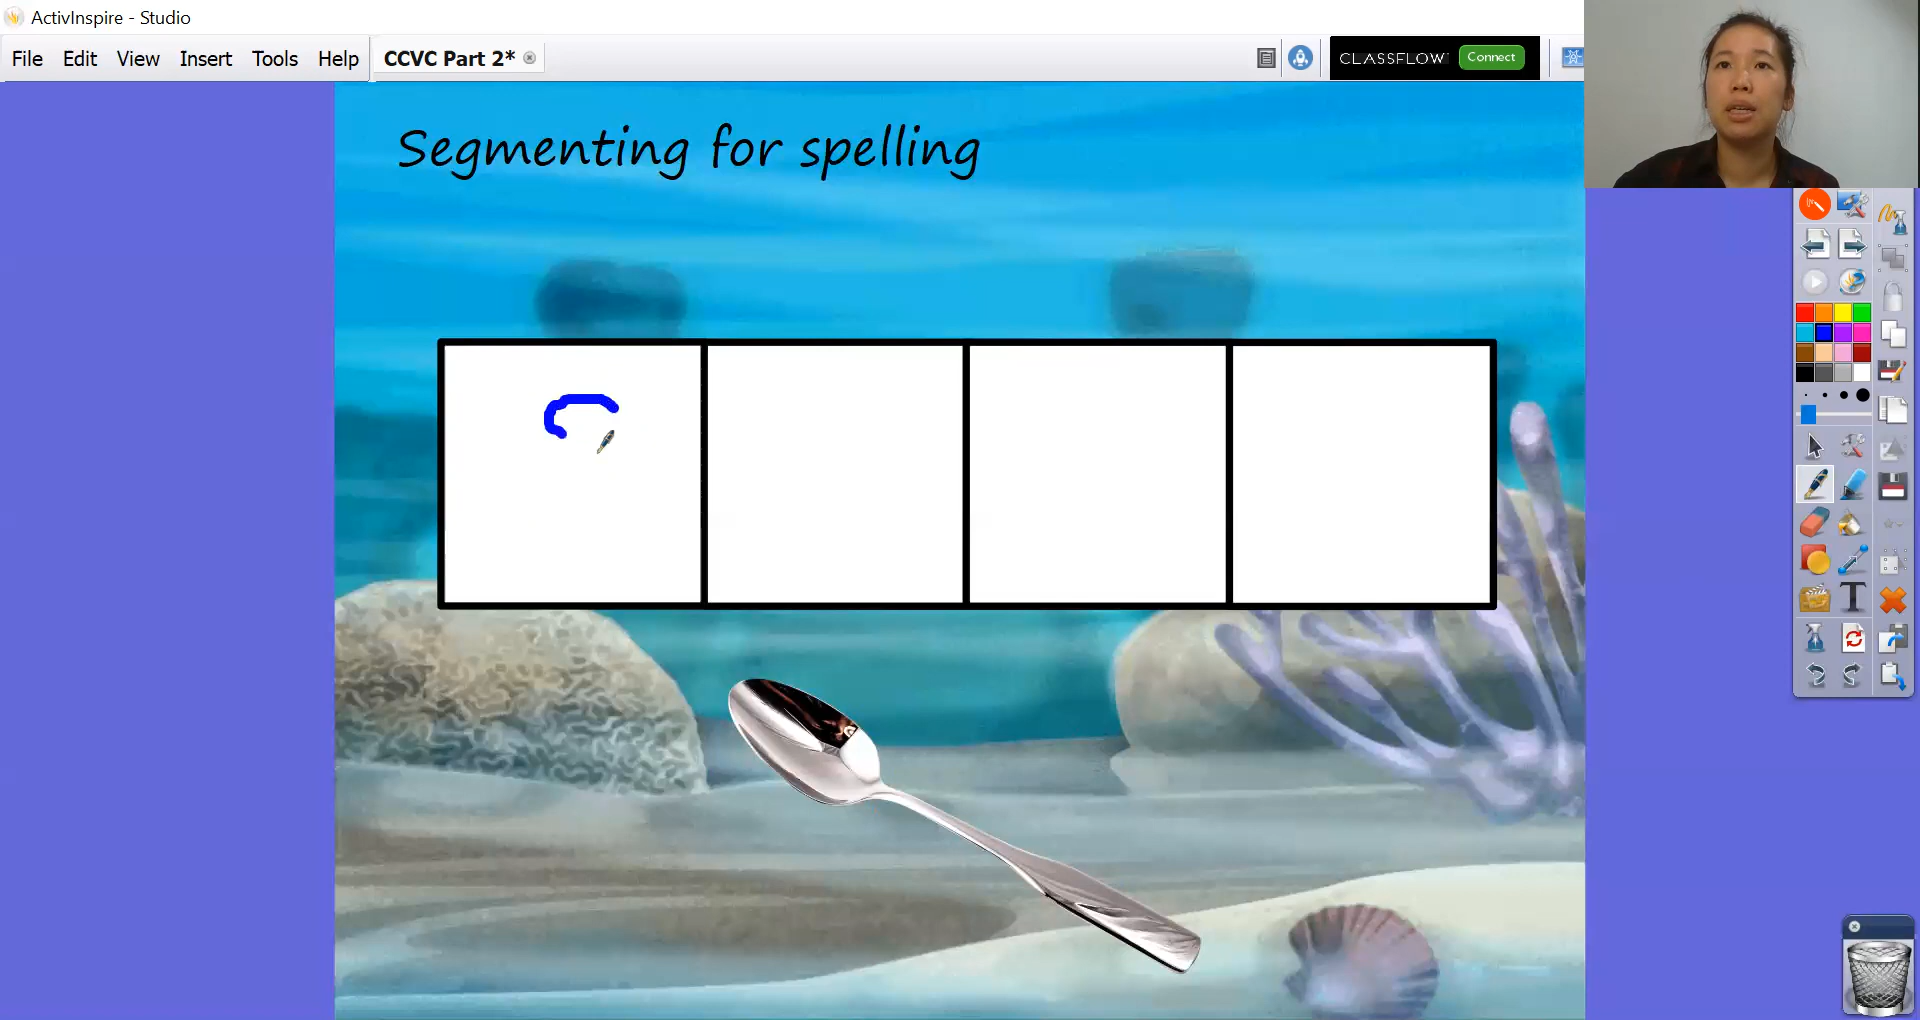 ActivInspire - Studio
File Edit View Insert Tools Help
CCVC Part 2*
CLASSFLOW Connect
Segmenting for spelling